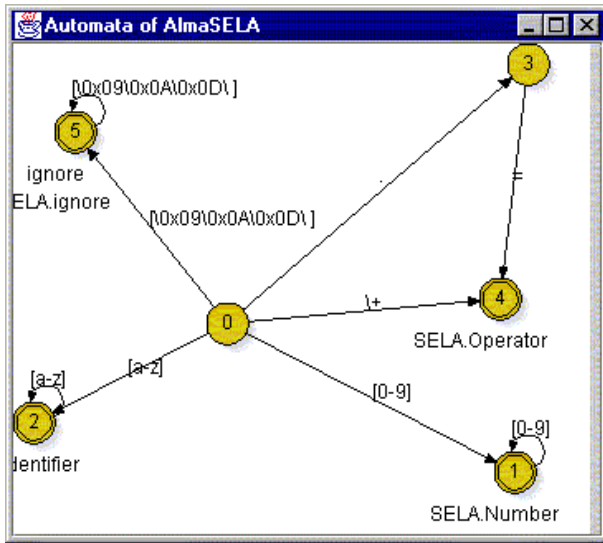 Automata of AlmaSELA
3
[\0x09\0x0A\0x0D\ ]
5
ignore
ELA.ignore
=
[\0x09\0x0A\0x0D\ ]
4
\+
0
SELA.Operator
[a-z]
[a-z]
[0-9]
2
[0-9]
dentifier
1
SELA.Number